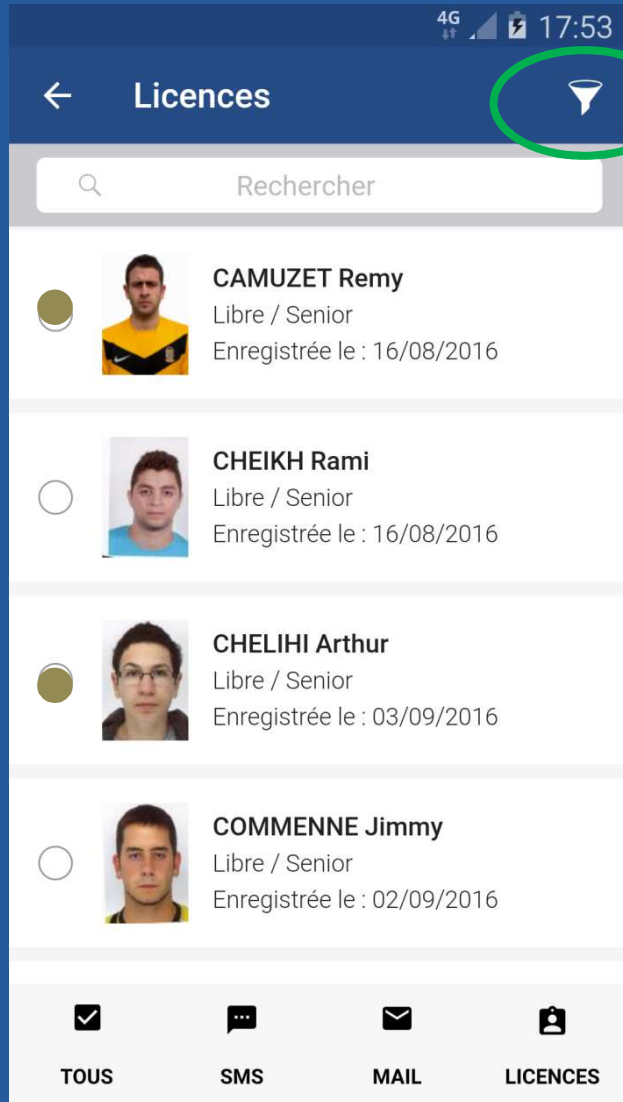 4G 17:53
Licences
Rechercher
CAMUZET Remy
Libre / Senior
Enregistrée le : 16/08/2016
CHEIKH Rami
Libre / Senior
Enregistrée le : 16/08/2016
CHELIHI Arthur
Libre / Senior
Enregistrée le : 03/09/2016
COMMENNE Jimmy
Libre / Senior
Enregistrée le : 02/09/2016
TOUS SMS MAIL LICENCES